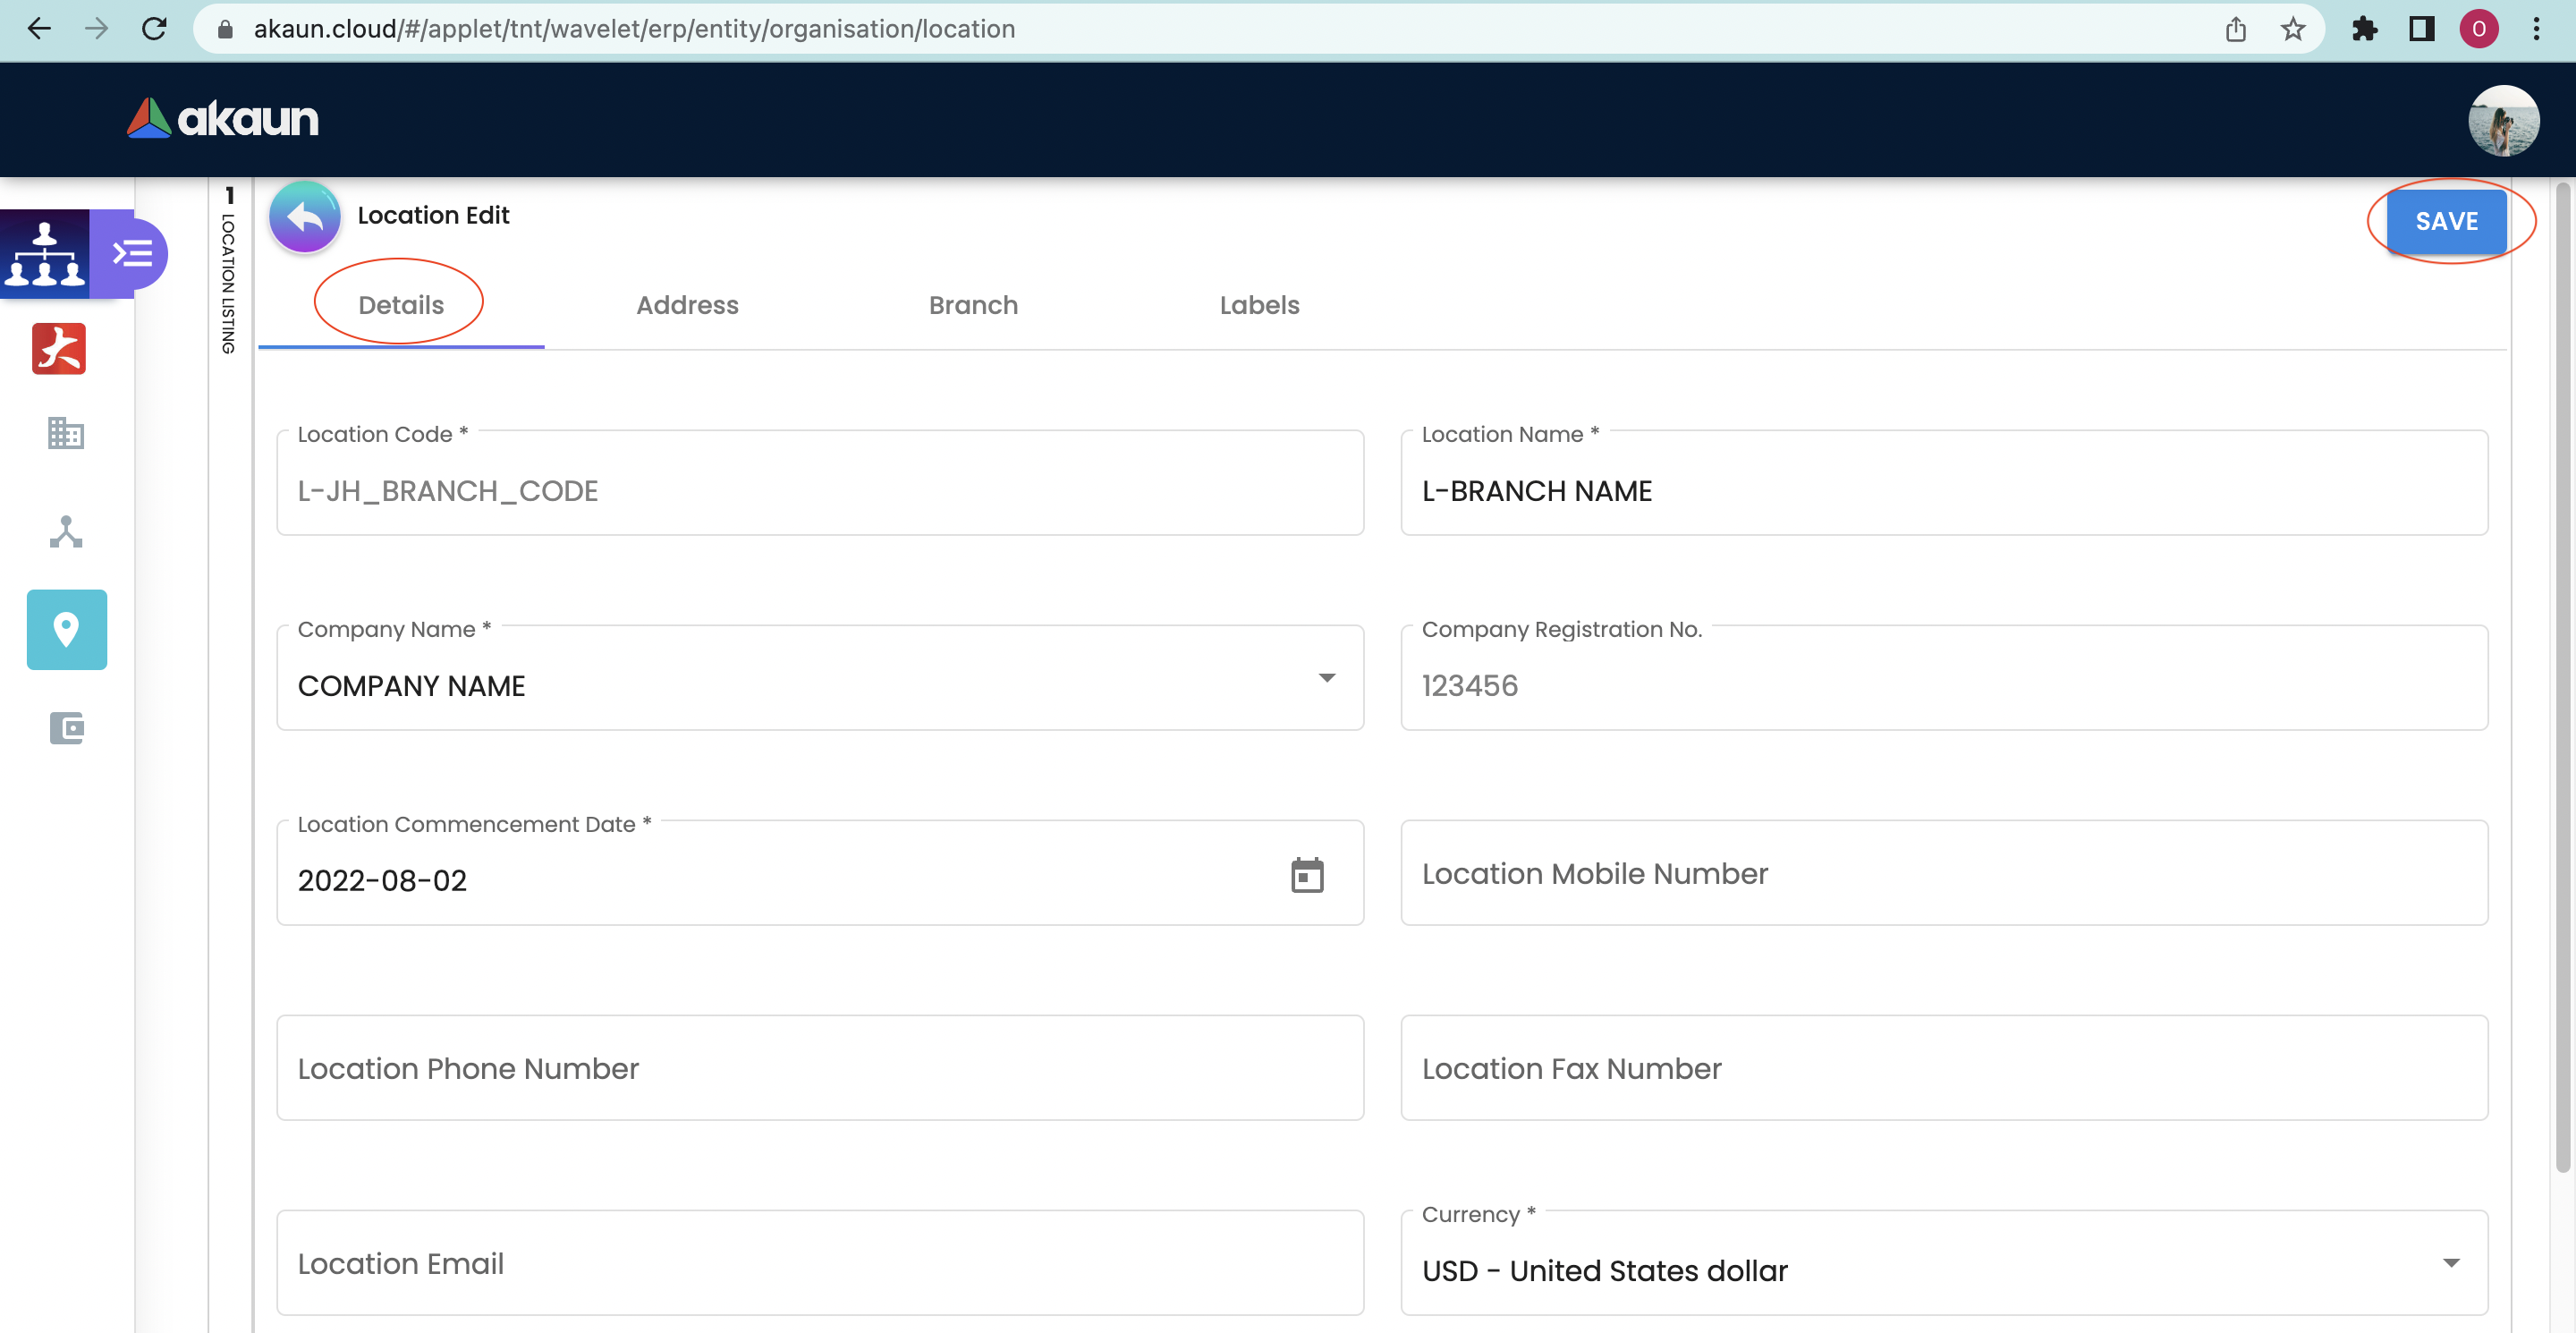 akaun.cloud/#/applet/tnt/wavelet/erp/entity/organisation/location
O
akaun
1
LOCATION LISTING
Location Edit
SAVE
Details
Address
Branch
Labels
Location Code *
L-JH_BRANCH_CODE
Location Name *
L-BRANCH NAME
Company Name *
COMPANY NAME
Company Registration No.
123456
Location Commencement Date *
2022-08-02
Location Mobile Number
Location Phone Number
Location Fax Number
Location Email
Currency *
USD - United States dollar